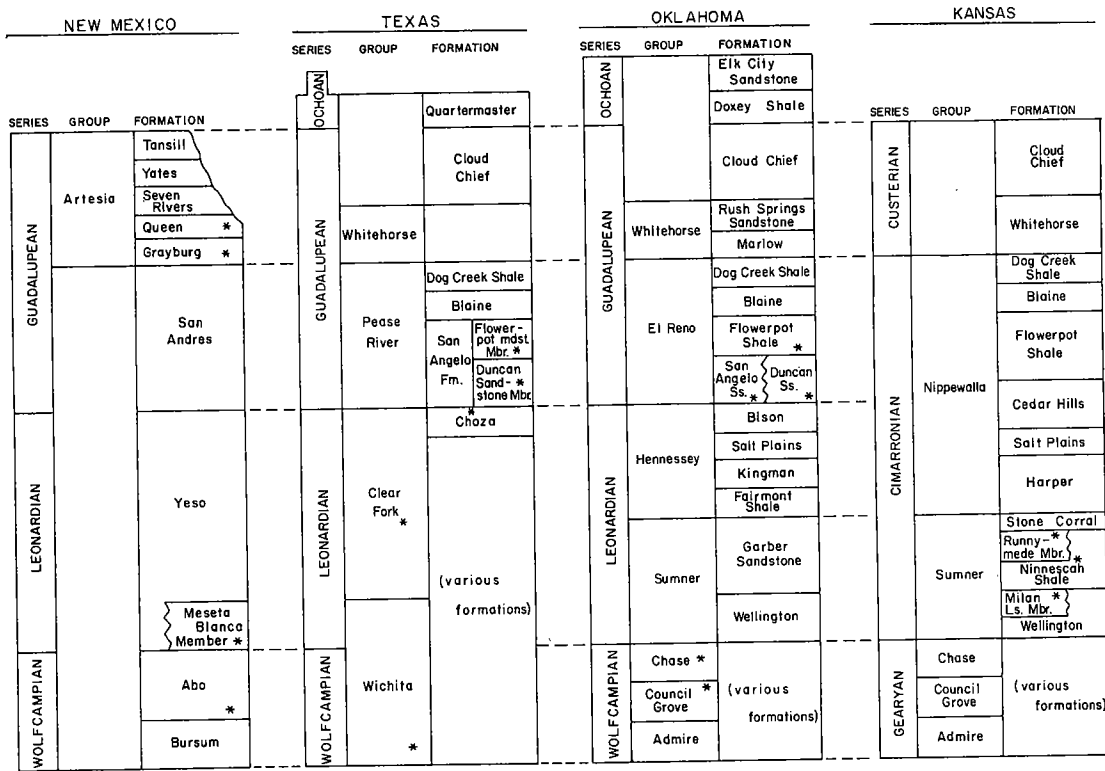 NEW MEXICO
SERIES GROUP FORMATION
GUADALUPEAN
LEONARDIAN
WOLFCAMPIAN
Artesia
Tansill
Yates
Seven
Rivers
Queen *
Grayburg *
San
Andres
Yeso
Meseta
Blanca
Member *
Abo
*
Bursum
TEXAS
SERIES GROUP FORMATION
OCHOAN
GUADALUPEAN
LEONARDIAN
WOLFCAMPIAN
Whitehorse
Pease
River
Clear
Fork
*
Wichita
*
Quartermaster
Cloud
Chief
Dog Creek Shale
Blaine
San
Angelo
Fm.
Flower-
pot mdst.
Mbr. *
Duncan
Sand- *
stone Mbr.
*
Choza
(various
formations)
OKLAHOMA
SERIES GROUP FORMATION
OCHOAN
GUADALUPEAN
LEONARDIAN
WOLFCAMPIAN
Whitehorse
El Reno
Hennessey
Sumner
Chase *
Council *
Grove
Admire
Elk City
Sandstone
Doxey Shale
Cloud Chief
Rush Springs
Sandstone
Marlow
Dog Creek Shale
Blaine
Flowerpot
Shale *
San
Angelo
Ss. *
Duncan
Ss. *
Bison
Salt Plains
Kingman
Fairmont
Shale
Garber
Sandstone
Wellington
(various
formations)
KANSAS
SERIES GROUP FORMATION
CUSTERIAN
CIMARRONIAN
GEARYAN
Nippewalla
Sumner
Chase
Council
Grove
Admire
Cloud
Chief
Whitehorse
Dog Creek
Shale
Blaine
Flowerpot
Shale
Cedar Hills
Salt Plains
Harper
Stone Corral
Runny- *
mede Mbr. *
Ninnescah
Shale
Milan *
Ls. Mbr.
Wellington
(various
formations)